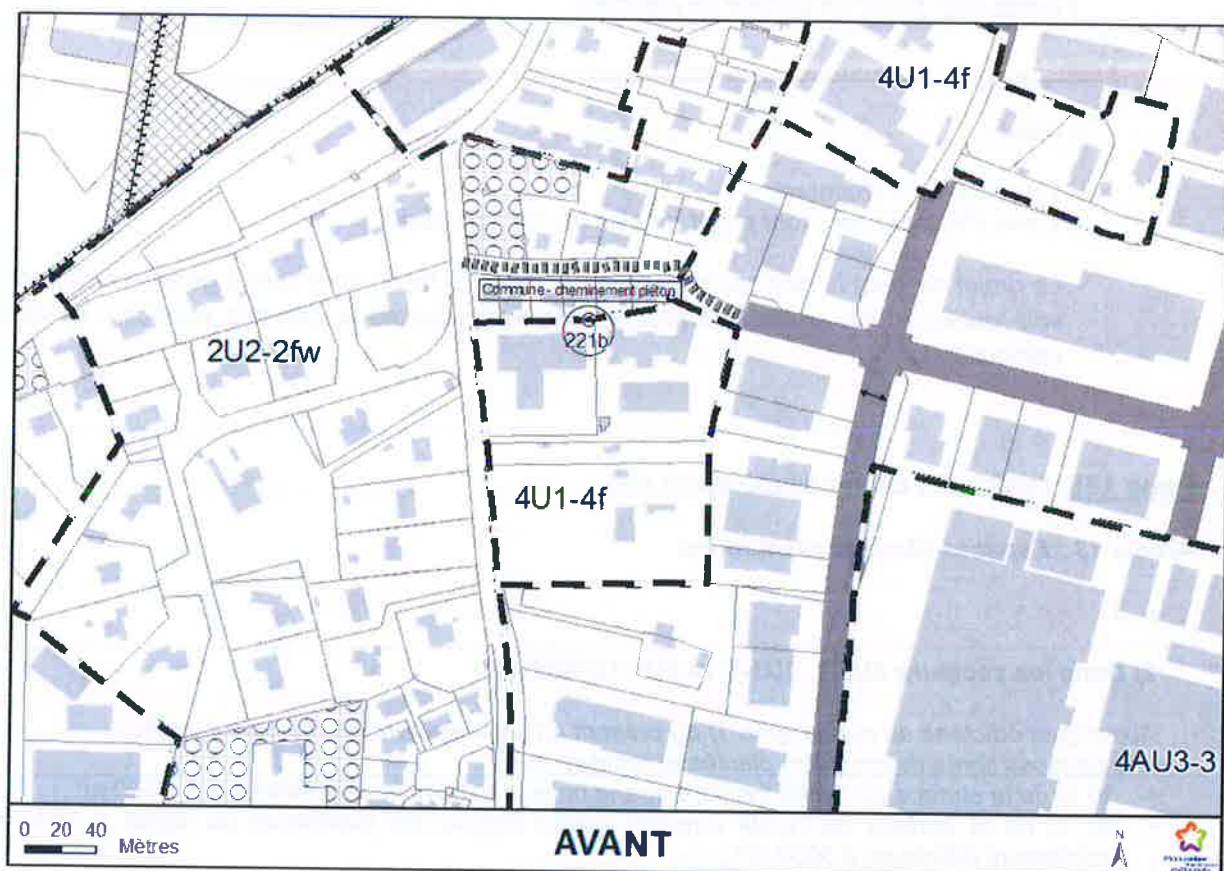 4U1-4f
Commune - cheminement piéton
221b
2U2-2fw
4U1-4f
4AU3-3
0 20 40
Mètres
AVANT
N